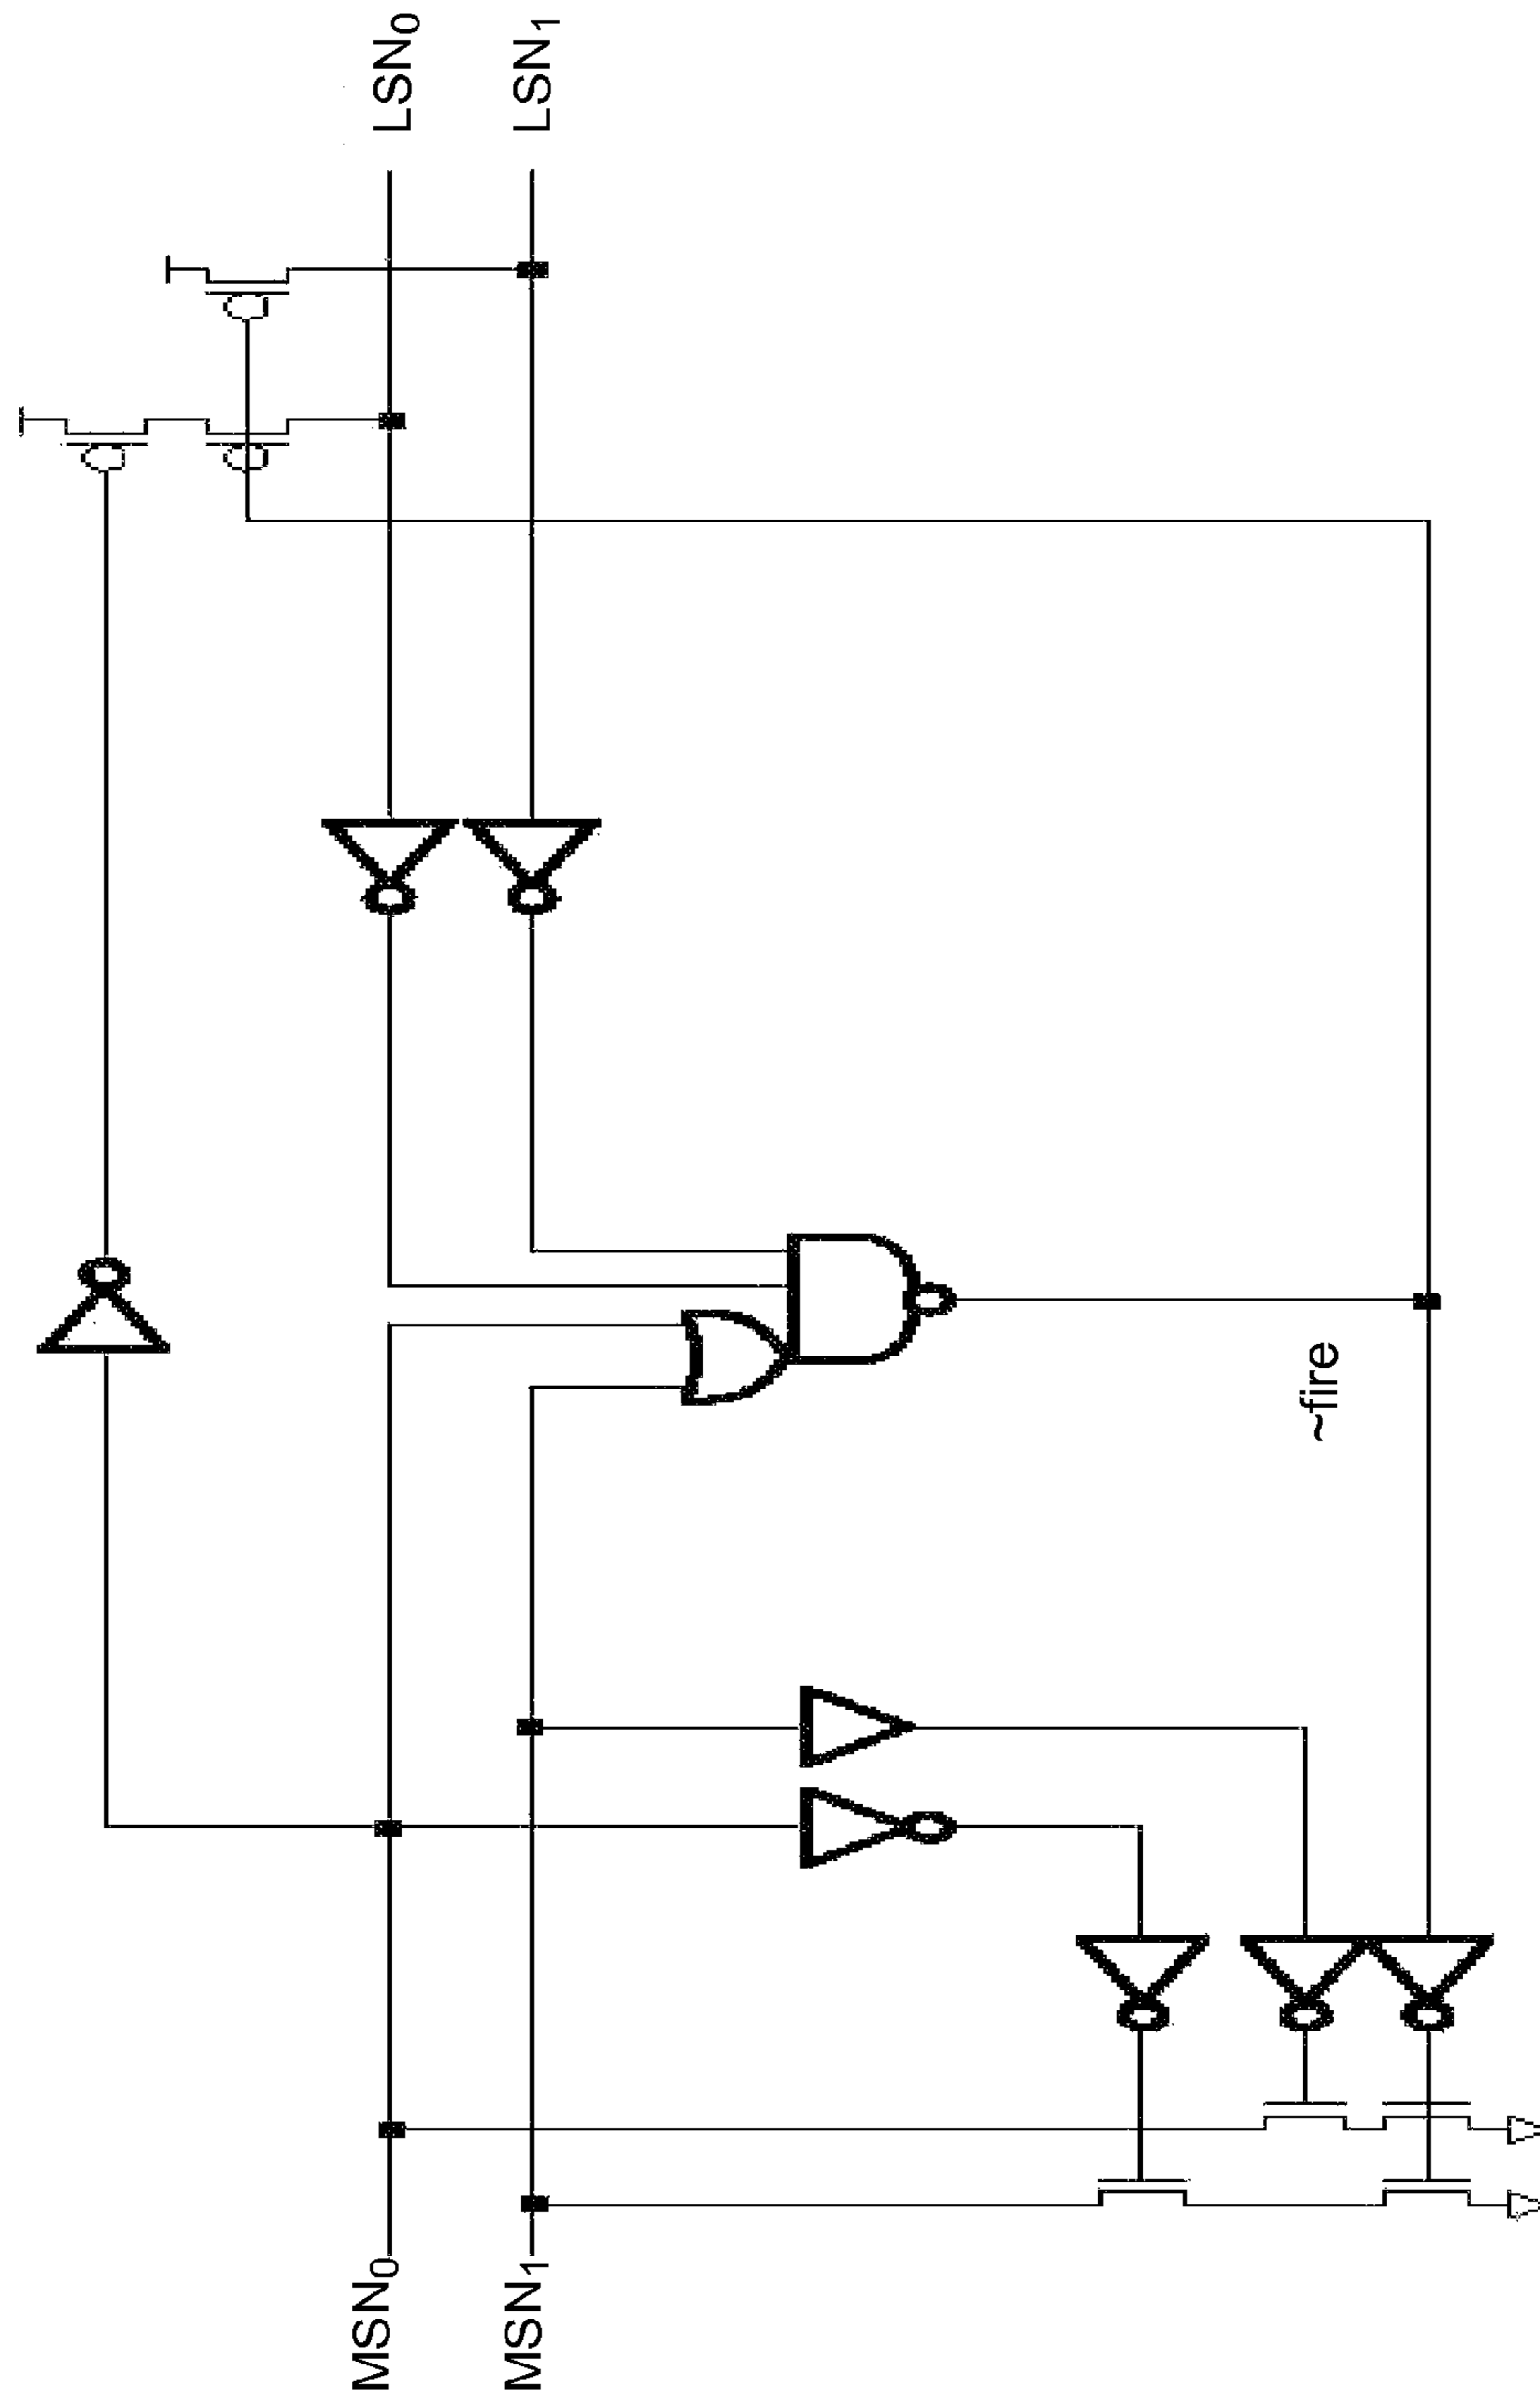 LSN₀
LSN₁
~fire
MSN₀
MSN₁